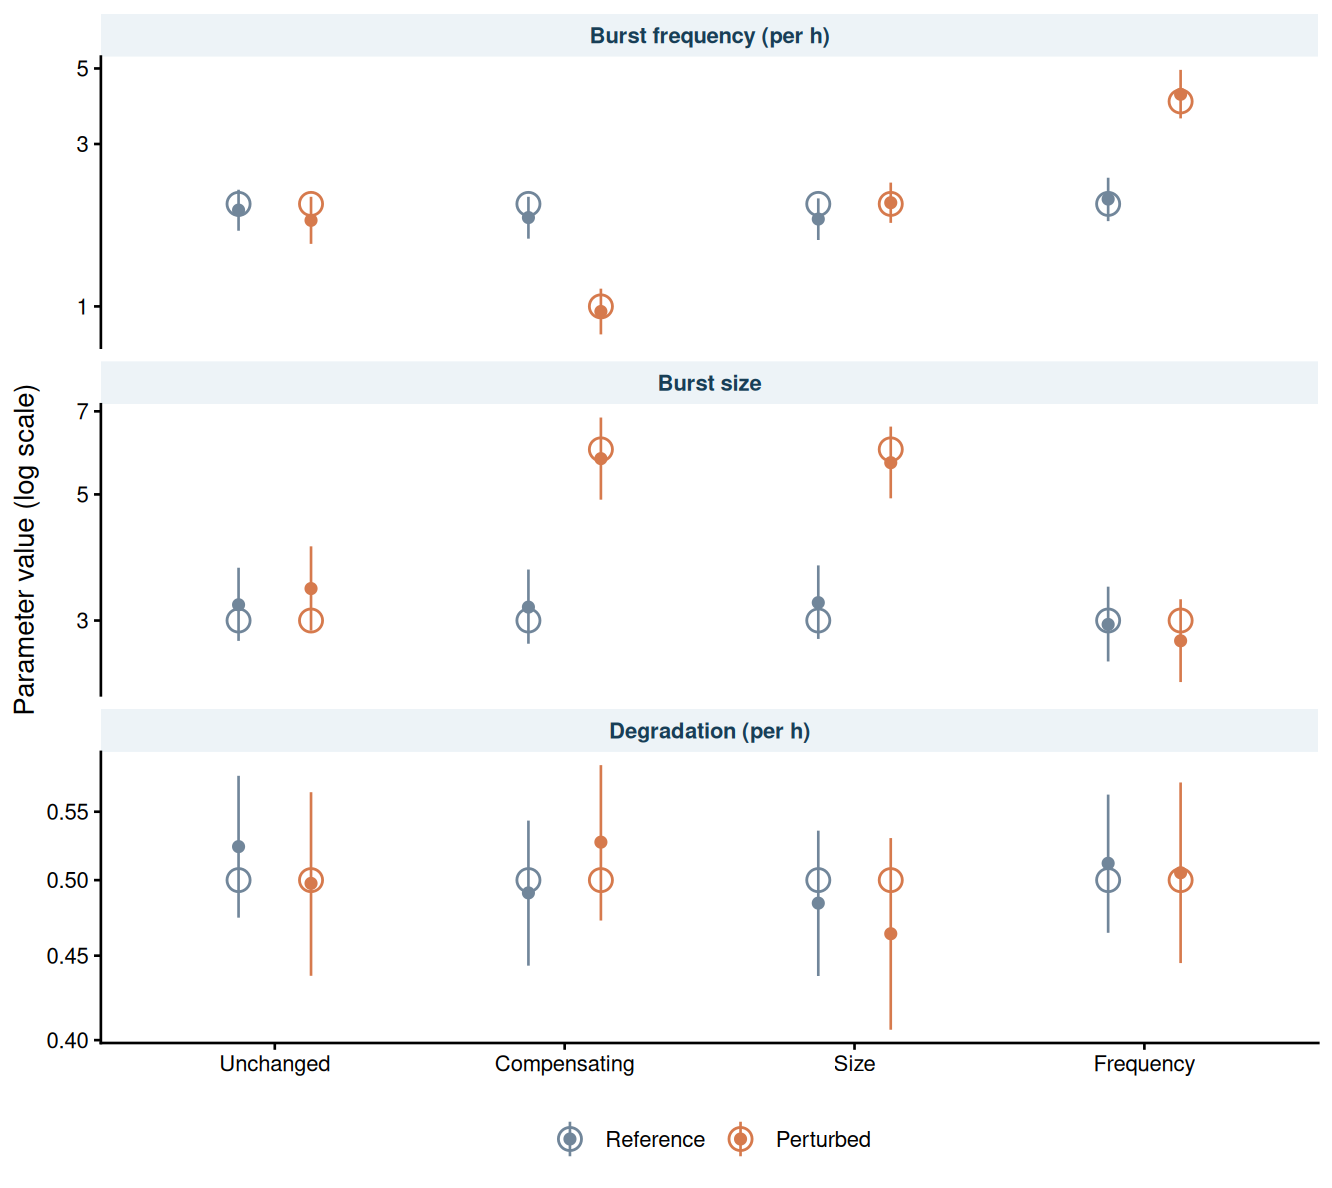 Burst frequency (per h)
5
3
1
Burst size
7
5
3
Degradation (per h)
0.55
0.50
0.45
0.40
Parameter value (log scale)
Unchanged
Compensating
Size
Frequency
Reference
Perturbed